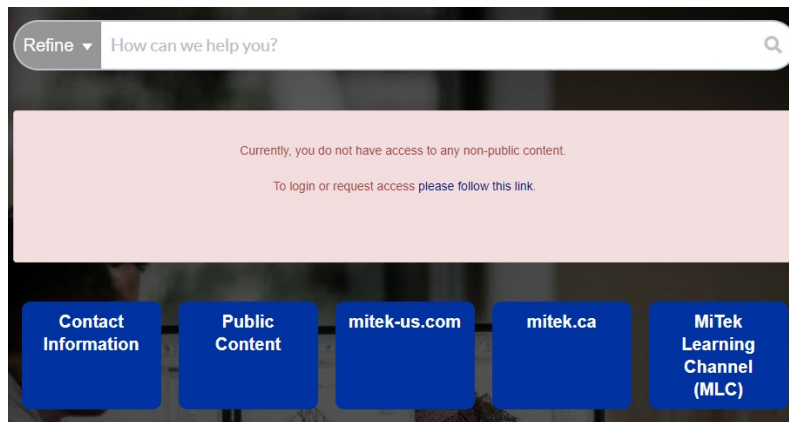 Refine
How can we help you?
Currently, you do not have access to any non-public content.
To login or request access please follow this link.
Contact
Information
Public
Content
mitek-us.com
mitek.ca
MiTek
Learning
Channel
(MLC)